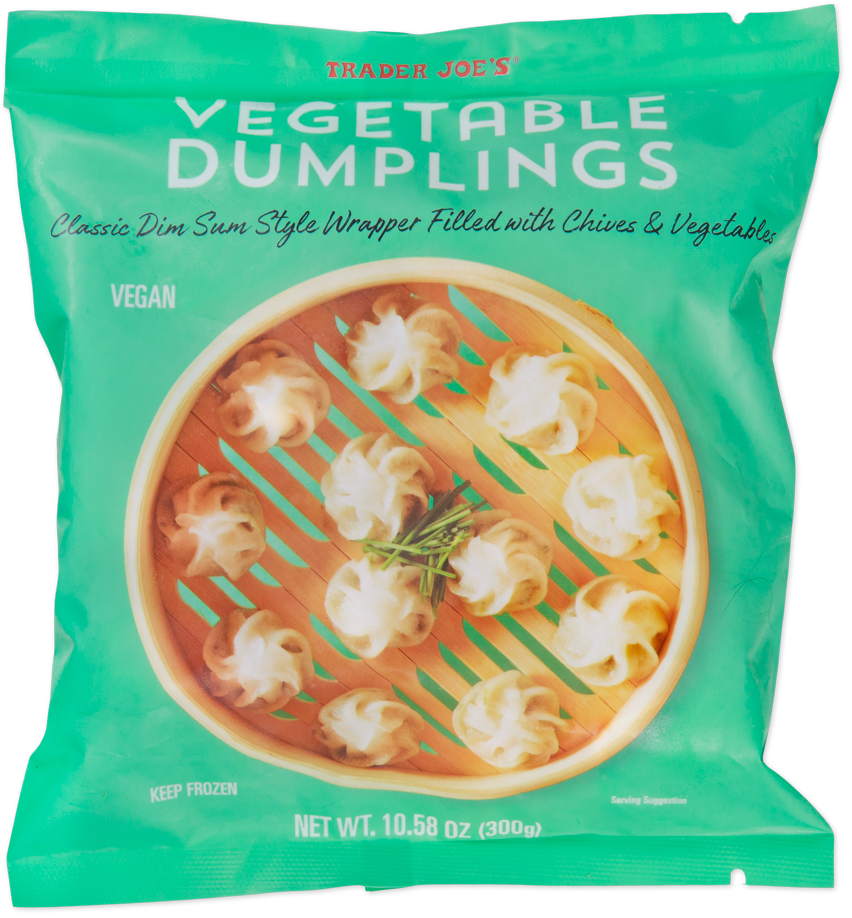 TRADER JOE'S®
VEGETABLE
DUMPLINGS
Classic Dim Sum Style Wrapper Filled with Chives & Vegetables
VEGAN
KEEP FROZEN
Serving Suggestion
NET WT. 10.58 OZ (300g)